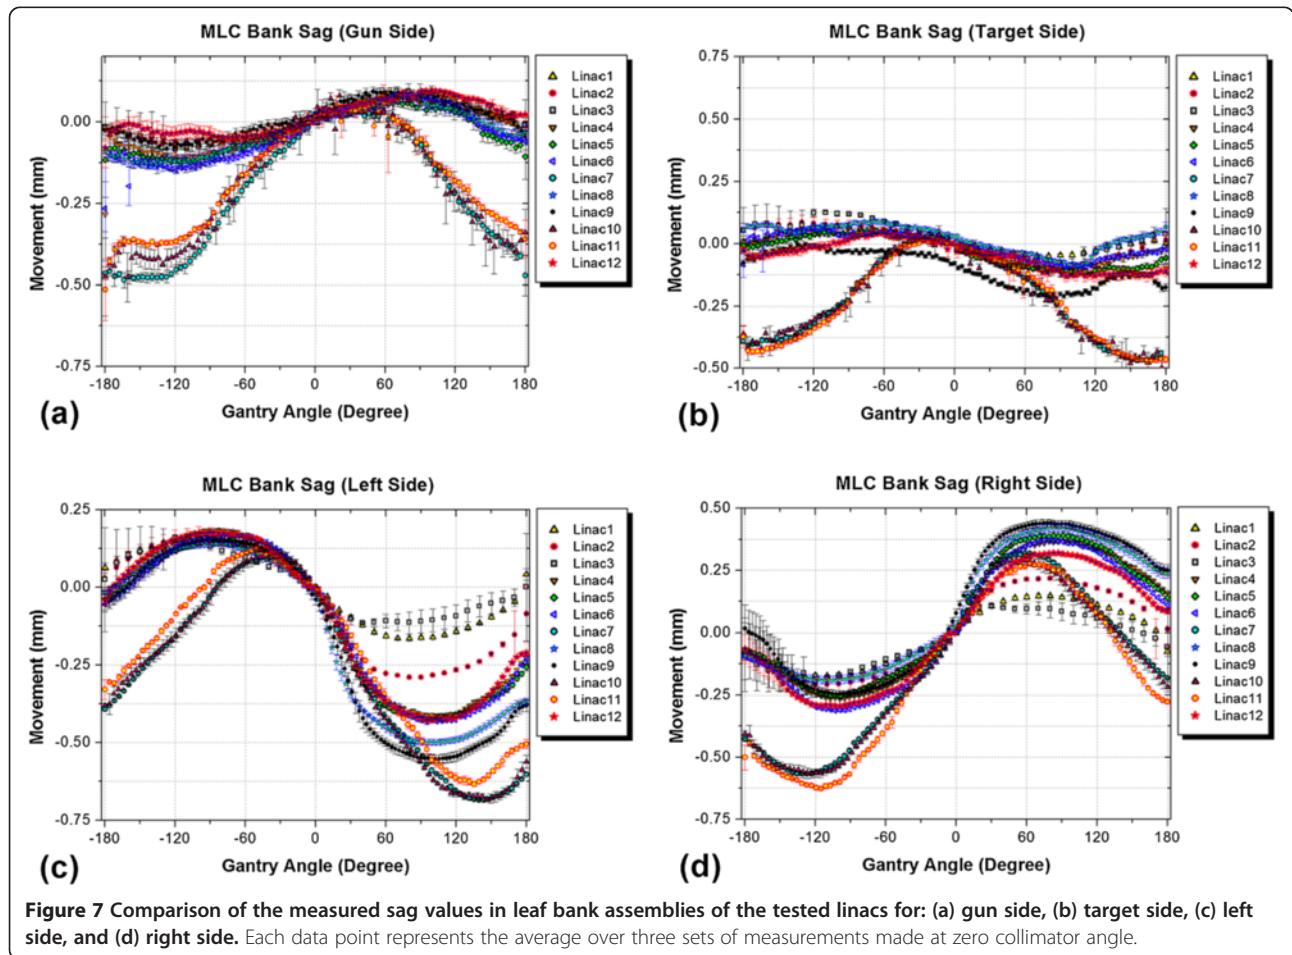 MLC Bank Sag (Gun Side)
Movement (mm)
0.00
-0.25
-0.50
-0.75
-180 -120 -60 0 60 120 180
Gantry Angle (Degree)
Linac1
Linac2
Linac3
Linac4
Linac5
Linac6
Linac7
Linac8
Linac9
Linac10
Linac11
Linac12
(a)
MLC Bank Sag (Target Side)
Movement (mm)
0.75
0.50
0.25
0.00
-0.25
-0.50
-180 -120 -60 0 60 120 180
Gantry Angle (Degree)
Linac1
Linac2
Linac3
Linac4
Linac5
Linac6
Linac7
Linac8
Linac9
Linac10
Linac11
Linac12
(b)
MLC Bank Sag (Left Side)
Movement (mm)
0.25
0.00
-0.25
-0.50
-0.75
-180 -120 -60 0 60 120 180
Gantry Angle (Degree)
Linac1
Linac2
Linac3
Linac4
Linac5
Linac6
Linac7
Linac8
Linac9
Linac10
Linac11
Linac12
(c)
MLC Bank Sag (Right Side)
Movement (mm)
0.50
0.25
0.00
-0.25
-0.50
-0.75
-180 -120 -60 0 60 120 180
Gantry Angle (Degree)
Linac1
Linac2
Linac3
Linac4
Linac5
Linac6
Linac7
Linac8
Linac9
Linac10
Linac11
Linac12
(d)
Figure 7 Comparison of the measured sag values in leaf bank assemblies of the tested linacs for: (a) gun side, (b) target side, (c) left
side, and (d) right side. Each data point represents the average over three sets of measurements made at zero collimator angle.